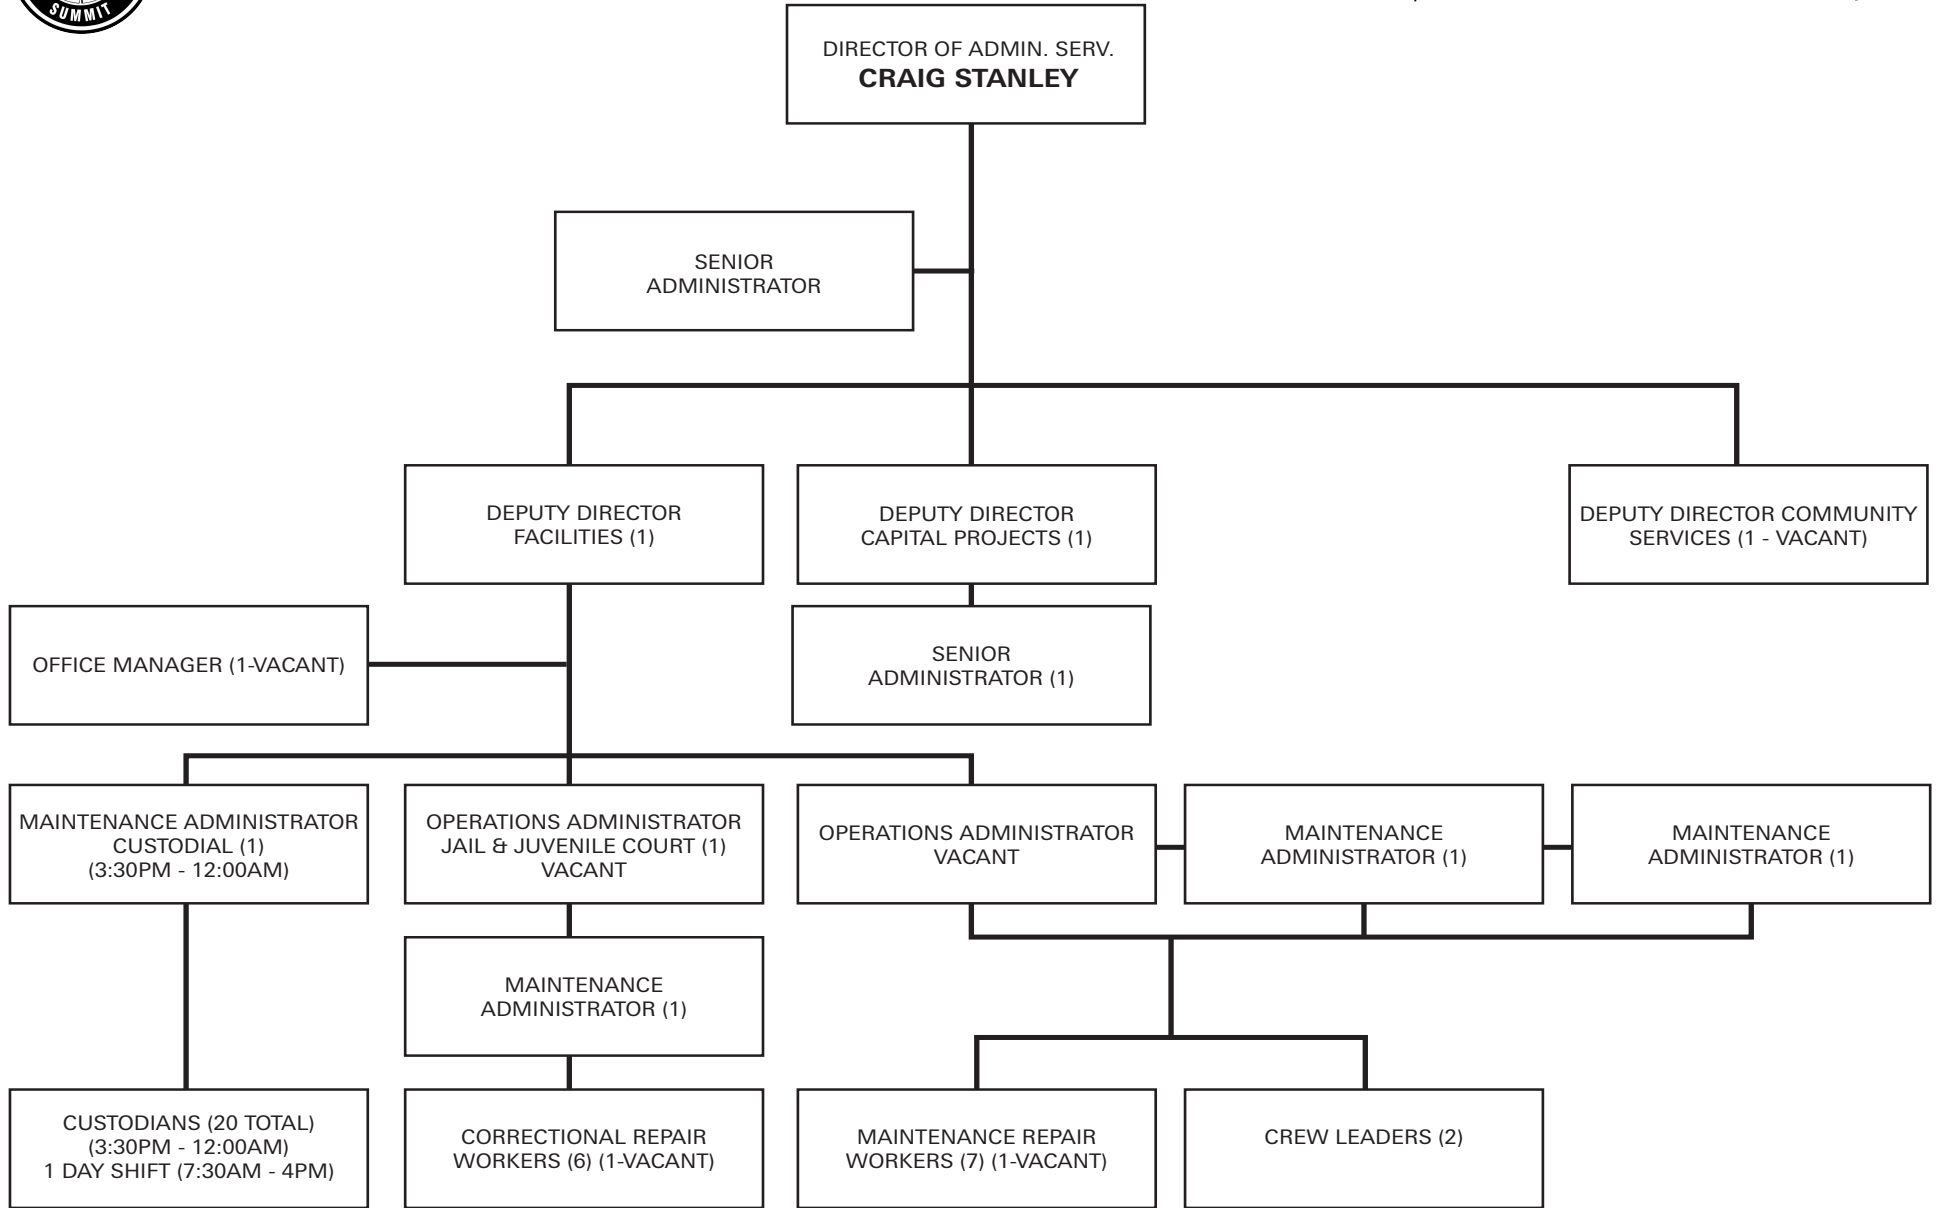 SUMMIT
DIRECTOR OF ADMIN. SERV.
CRAIG STANLEY
SENIOR
ADMINISTRATOR
DEPUTY DIRECTOR
FACILITIES (1)
DEPUTY DIRECTOR
CAPITAL PROJECTS (1)
DEPUTY DIRECTOR COMMUNITY
SERVICES (1 - VACANT)
OFFICE MANAGER (1-VACANT)
SENIOR
ADMINISTRATOR (1)
MAINTENANCE ADMINISTRATOR
CUSTODIAL (1)
(3:30PM - 12:00AM)
OPERATIONS ADMINISTRATOR
JAIL & JUVENILE COURT (1)
VACANT
OPERATIONS ADMINISTRATOR
VACANT
MAINTENANCE
ADMINISTRATOR (1)
MAINTENANCE
ADMINISTRATOR (1)
MAINTENANCE
ADMINISTRATOR (1)
CUSTODIANS (20 TOTAL)
(3:30PM - 12:00AM)
1 DAY SHIFT (7:30AM - 4PM)
CORRECTIONAL REPAIR
WORKERS (6) (1-VACANT)
MAINTENANCE REPAIR
WORKERS (7) (1-VACANT)
CREW LEADERS (2)